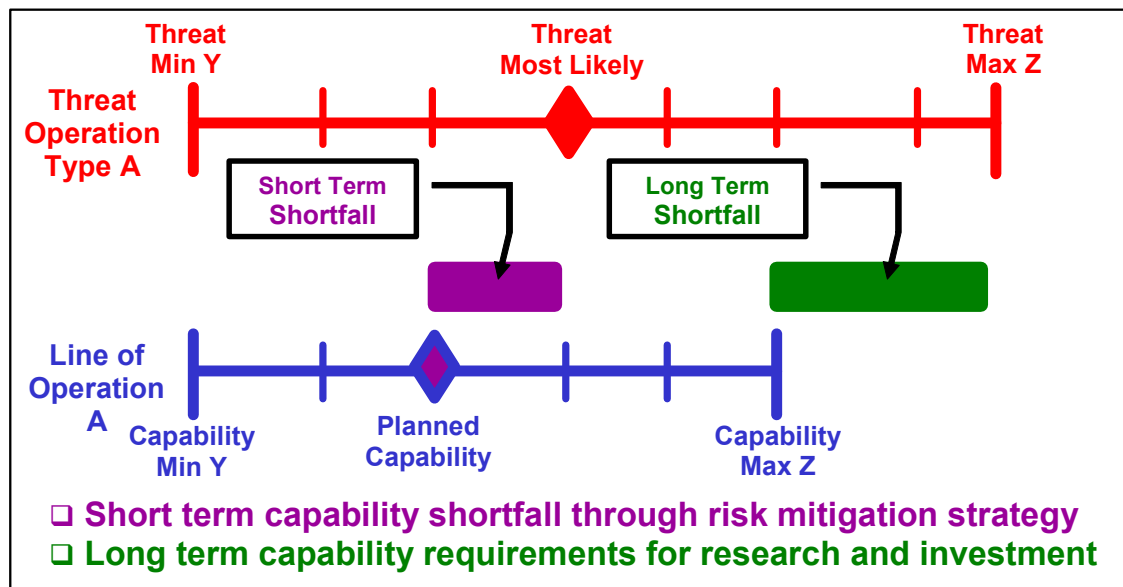 Threat
Min Y
Threat
Most Likely
Threat
Max Z
Threat
Operation
Type A
Short Term
Shortfall
Long Term
Shortfall
Line of
Operation
A
Capability
Min Y
Planned
Capability
Capability
Max Z
❑ Short term capability shortfall through risk mitigation strategy
❑ Long term capability requirements for research and investment